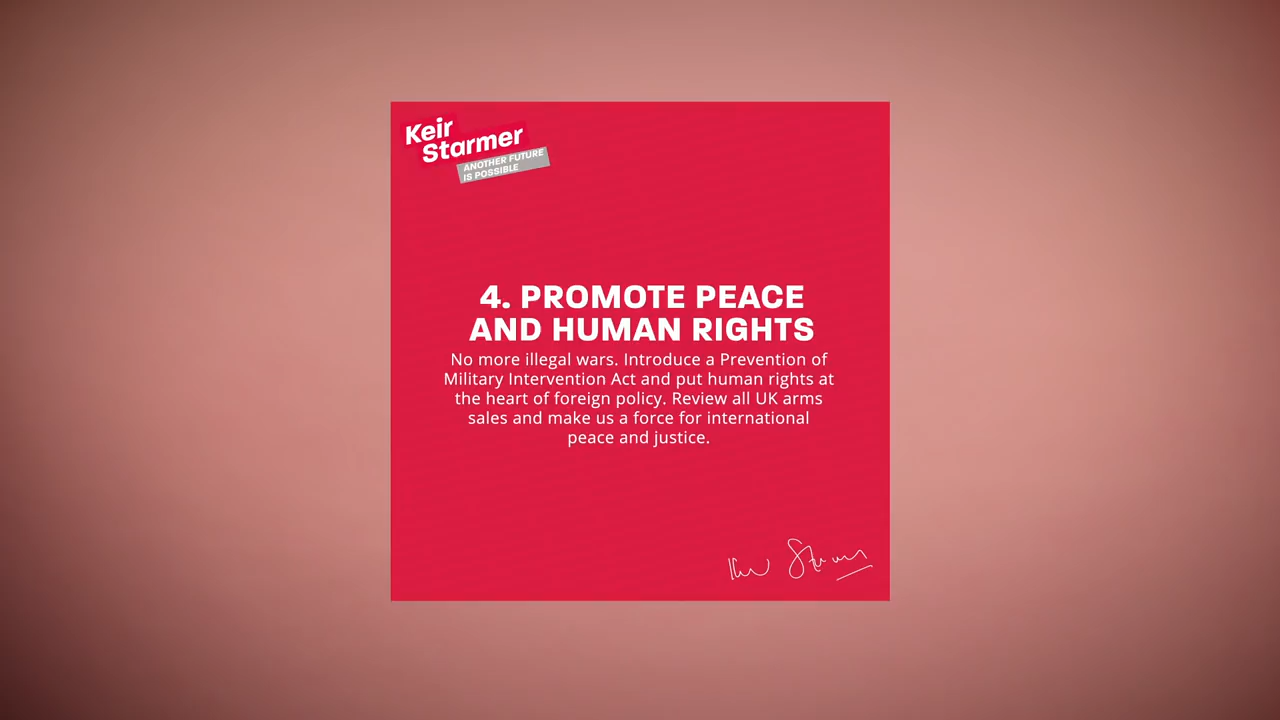 Keir
Starmer
ANOTHER FUTURE
IS POSSIBLE
4. PROMOTE PEACE
AND HUMAN RIGHTS
No more illegal wars. Introduce a Prevention of
Military Intervention Act and put human rights at
the heart of foreign policy. Review all UK arms
sales and make us a force for international
peace and justice.
Keir Starmer